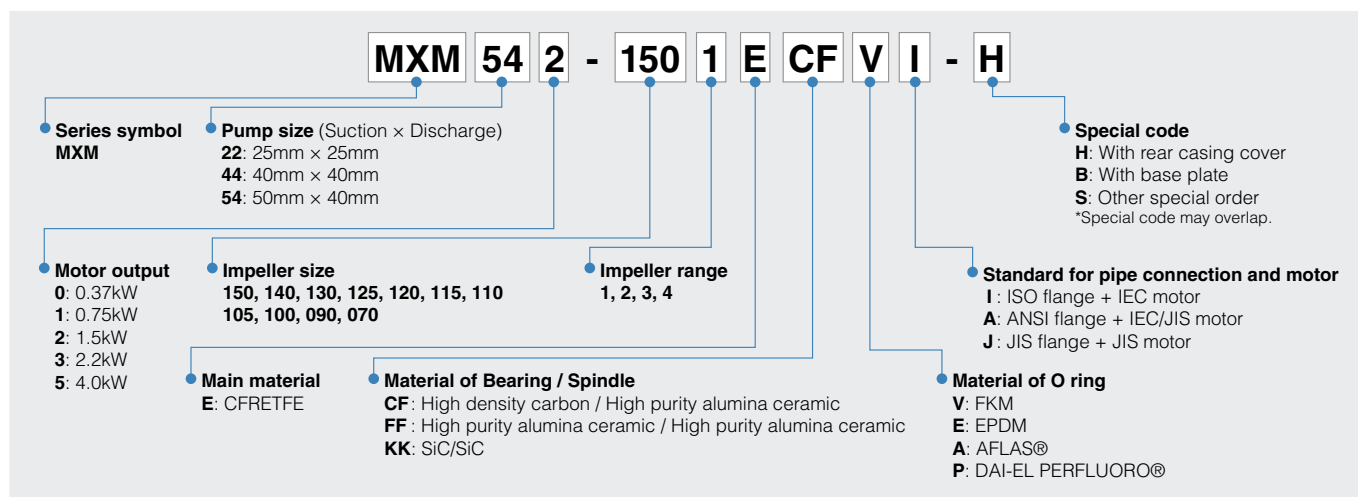 MXM 54 2 - 150 1 E CF V I - H
Series symbol
MXM
Pump size (Suction × Discharge)
22: 25mm × 25mm
44: 40mm × 40mm
54: 50mm × 40mm
Special code
H: With rear casing cover
B: With base plate
S: Other special order
*Special code may overlap.
Motor output
0: 0.37kW
1: 0.75kW
2: 1.5kW
3: 2.2kW
5: 4.0kW
Impeller size
150, 140, 130, 125, 120, 115, 110
105, 100, 090, 070
Impeller range
1, 2, 3, 4
Standard for pipe connection and motor
I : ISO flange + IEC motor
A: ANSI flange + IEC/JIS motor
J : JIS flange + JIS motor
Main material
E: CFRETFE
Material of Bearing / Spindle
CF : High density carbon / High purity alumina ceramic
FF : High purity alumina ceramic / High purity alumina ceramic
KK: SiC/SiC
Material of O ring
V: FKM
E: EPDM
A: AFLAS®
P: DAI-EL PERFLUORO®